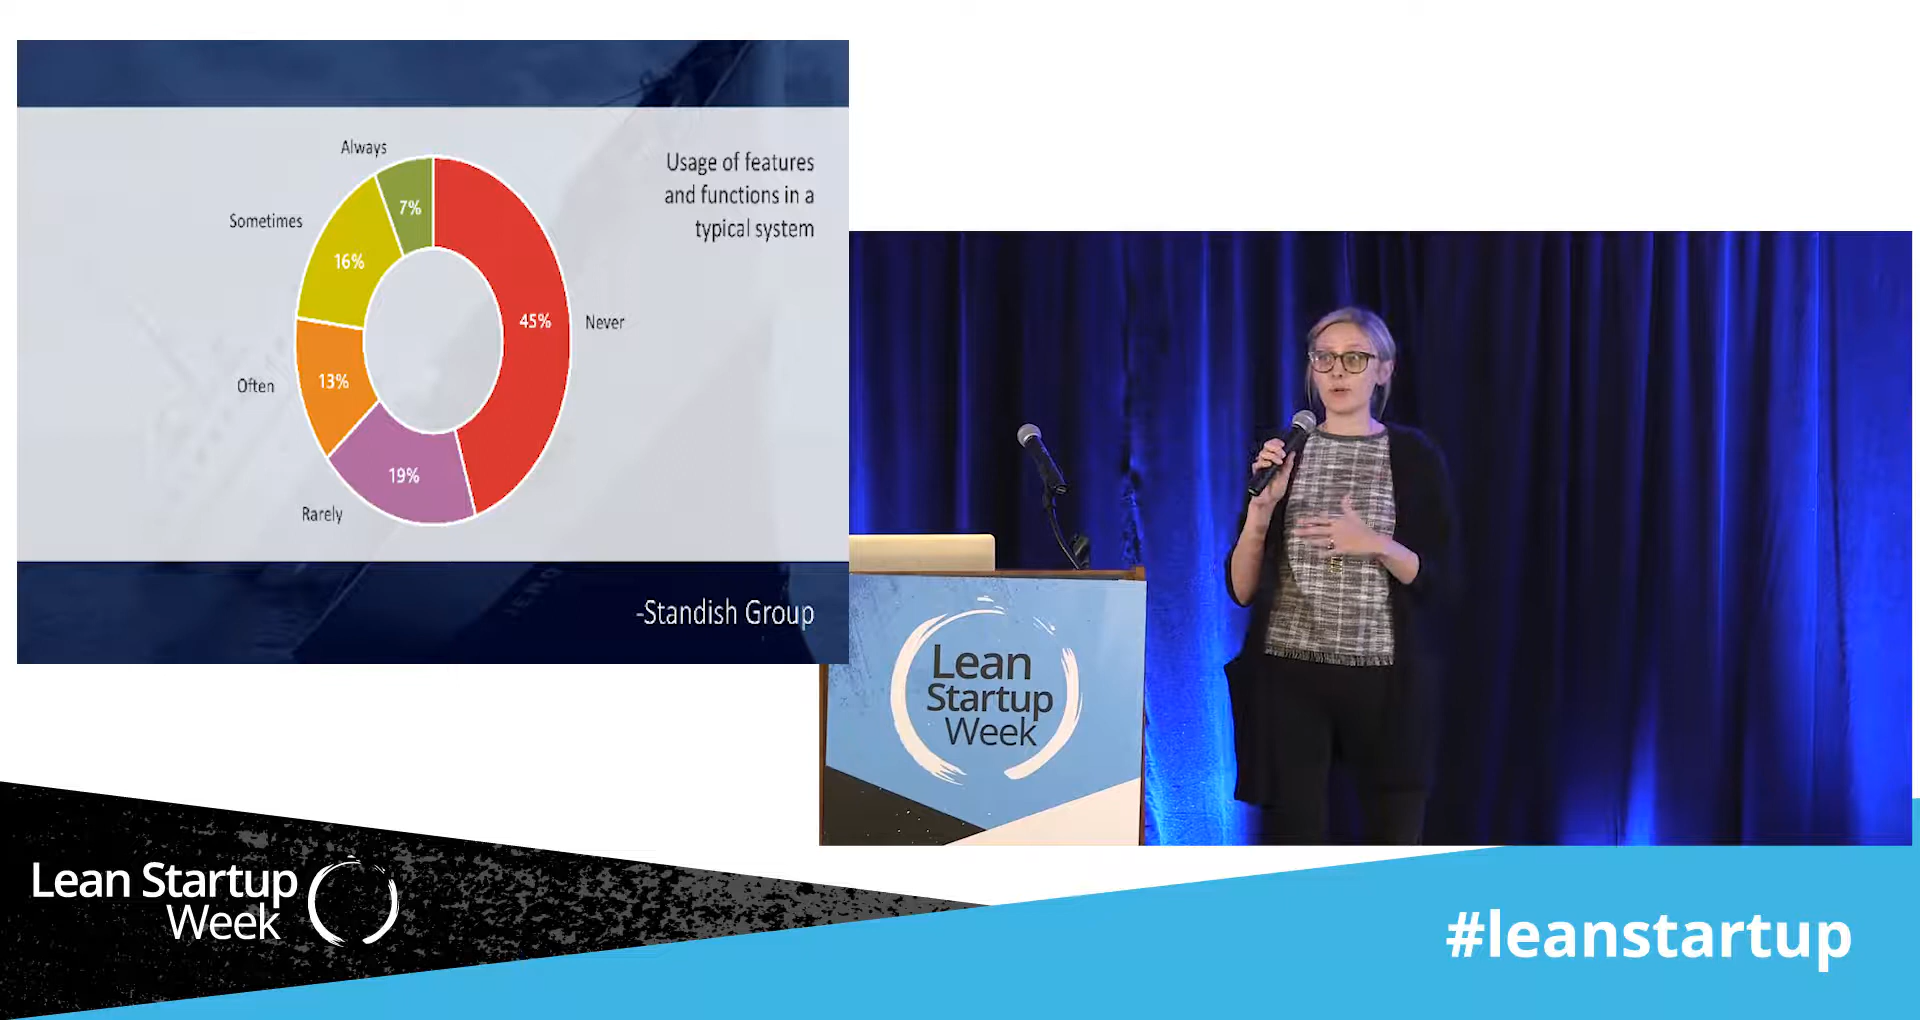 Always
7%
Sometimes
16%
Often
13%
Rarely
19%
45%
Never
Usage of features
and functions in a
typical system
-Standish Group
Lean
Startup
Week
Lean Startup
Week
#leanstartup